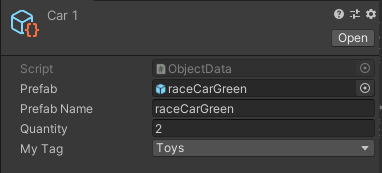 Car 1
Open
Script ObjectData
Prefab raceCarGreen
Prefab Name raceCarGreen
Quantity 2
My Tag Toys